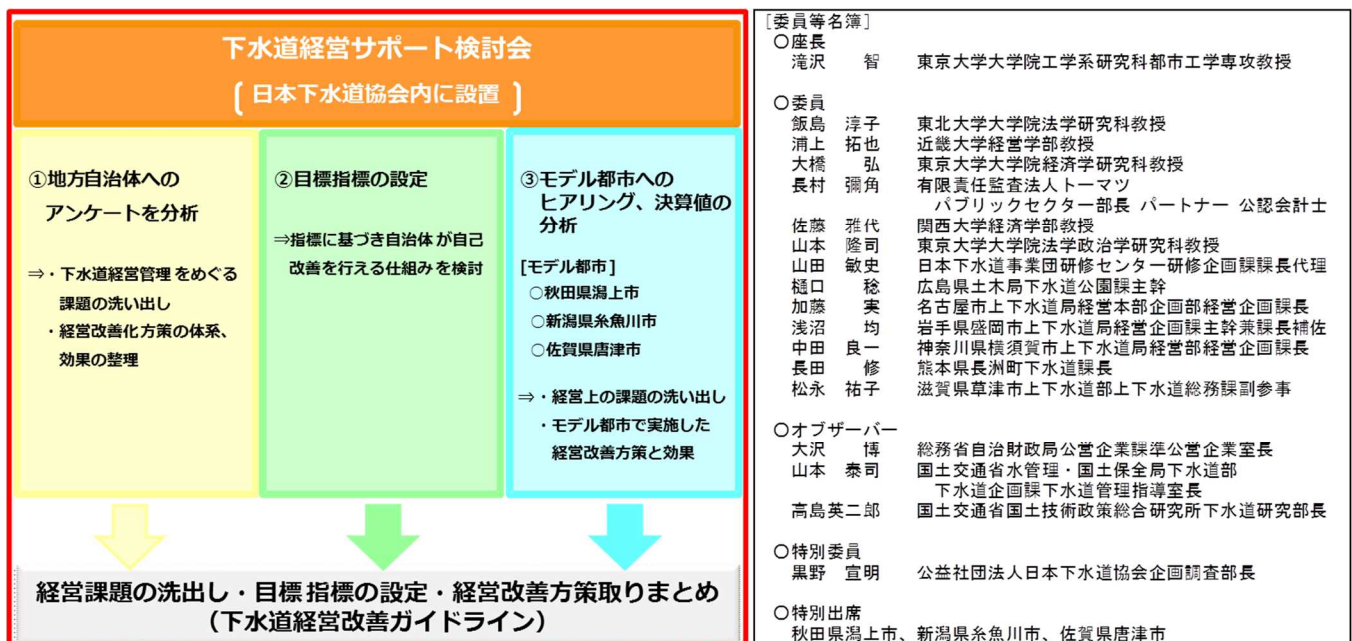 下水道経営サポート検討会
〔 日本下水道協会内に設置 〕
①地方自治体への
アンケートを分析
⇒・下水道経営管理をめぐる
課題の洗い出し
・経営改善化方策の体系、
効果の整理
②目標指標の設定
⇒指標に基づき自治体が自己
改善を行える仕組みを検討
③モデル都市への
ヒアリング、決算値の
分析
[モデル都市]
○秋田県潟上市
○新潟県糸魚川市
○佐賀県唐津市
⇒・経営上の課題の洗い出し
・モデル都市で実施した
経営改善方策と効果
経営課題の洗出し・目標指標の設定・経営改善方策取りまとめ
（下水道経営改善ガイドライン）
[委員等名簿]
○座長
滝沢　智　東京大学大学院工学系研究科都市工学専攻教授
○委員
飯島　淳子　東北大学大学院法学研究科教授
浦上　拓也　近畿大学経営学部教授
大橋　弘　東京大学大学院経済学研究科教授
長村　彌角　有限責任監査法人トーマツ
パブリックセクター部長 パートナー 公認会計士
佐藤　雅代　関西大学経済学部教授
山本　隆司　東京大学大学院法学政治学研究科教授
山田　敏史　日本下水道事業団研修センター研修企画課課長代理
樋口　稔　広島県土木局下水道公園課主幹
加藤　実　名古屋市上下水道局経営本部企画部経営企画課長
浅沼　均　岩手県盛岡市上下水道局経営企画課主幹兼課長補佐
中田　良一　神奈川県横須賀市上下水道局経営部経営企画課長
長田　修　熊本県長洲町下水道課長
松永　祐子　滋賀県草津市上下水道部上下水道総務課副参事
○オブザーバー
大沢　博　総務省自治財政局公営企業課準公営企業室長
山本　泰司　国土交通省水管理・国土保全局下水道部
下水道企画課下水道管理指導室長
高島英二郎　国土交通省国土技術政策総合研究所下水道研究部長
○特別委員
黒野　宣明　公益社団法人日本下水道協会企画調査部長
○特別出席
秋田県潟上市、新潟県糸魚川市、佐賀県唐津市